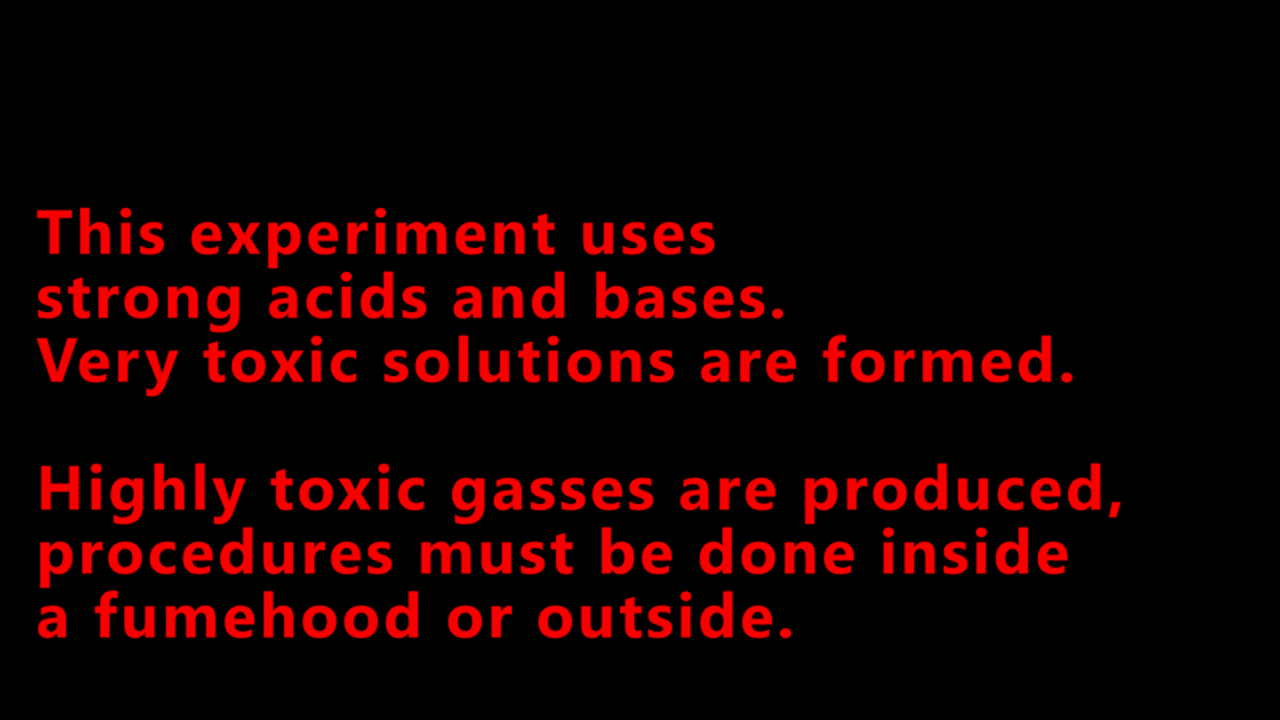 This experiment uses
strong acids and bases.
Very toxic solutions are formed.
Highly toxic gasses are produced,
procedures must be done inside
a fumehood or outside.